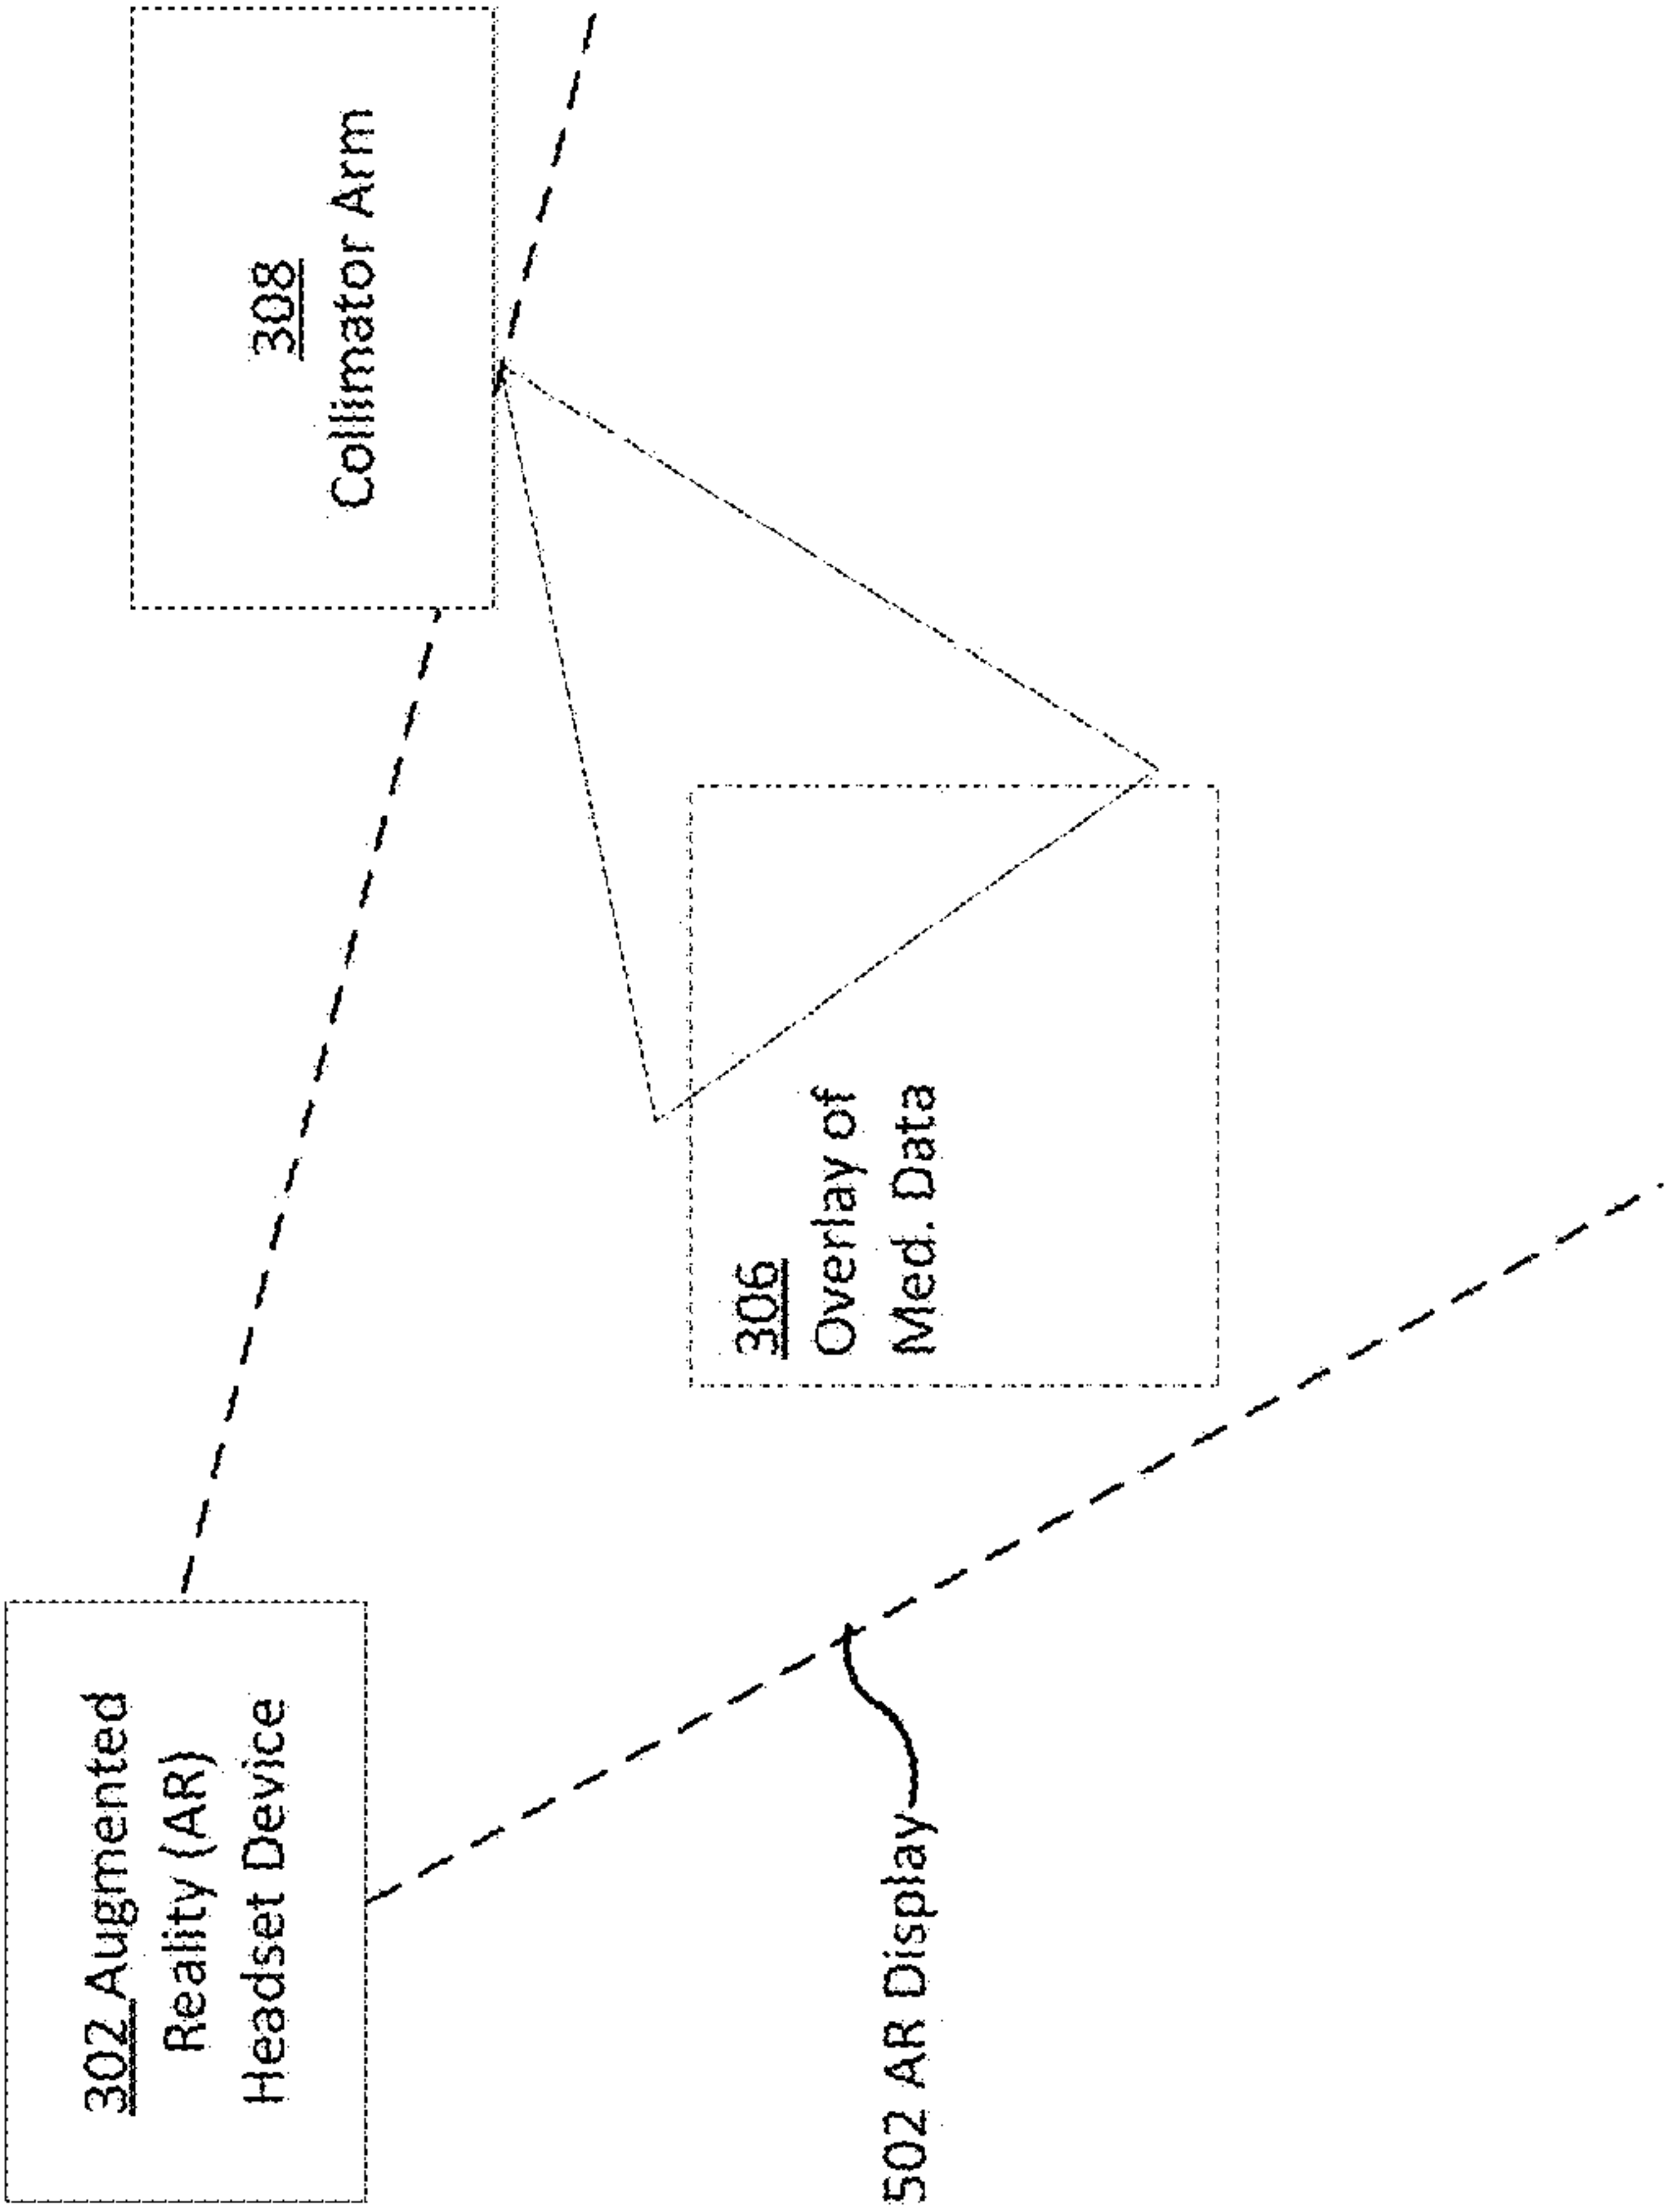 302 Augmented
Reality (AR)
Headset Device
308
Collimator Arm
306
Overlay of
Med. Data
502 AR Display